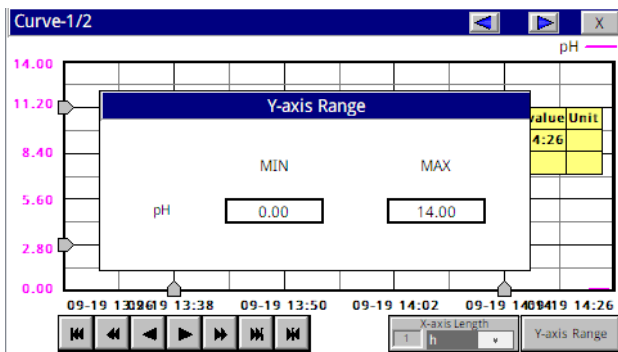 Curve-1/2 X
pH
14.00
Y-axis Range
11.20
value Unit
4:26
8.40
MIN MAX
5.60
pH 0.00 14.00
2.80
0.00
09-19 13:38 09-19 13:50 09-19 14:02 09-19 14:26
X-axis Length
1 h
Y-axis Range